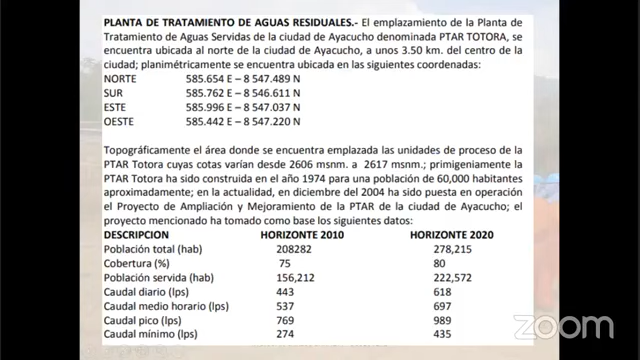 PLANTA DE TRATAMIENTO DE AGUAS RESIDUALES.- El emplazamiento de la Planta de
Tratamiento de Aguas Servidas de la ciudad de Ayacucho denominada PTAR TOTORA, se
encuentra ubicada al norte de la ciudad de Ayacucho, a unos 3.50 km. del centro de la
ciudad; planimétricamente se encuentra ubicada en las siguientes coordenadas:
NORTE 585.654 E – 8 547.489 N
SUR 585.762 E – 8 546.611 N
ESTE 585.996 E – 8 547.037 N
OESTE 585.442 E – 8 547.220 N
Topográficamente el área donde se encuentra emplazada las unidades de proceso de la
PTAR Totora cuyas cotas varían desde 2606 msnm. a 2617 msnm.; primigeniamente la
PTAR Totora ha sido construida en el año 1974 para una población de 60,000 habitantes
aproximadamente; en la actualidad, en diciembre del 2004 ha sido puesta en operación
el Proyecto de Ampliación y Mejoramiento de la PTAR de la ciudad de Ayacucho; el
proyecto mencionado ha tomado como base los siguientes datos:
DESCRIPCION HORIZONTE 2010 HORIZONTE 2020
Población total (hab) 208282 278,215
Cobertura (%) 75 80
Población servida (hab) 156,212 222,572
Caudal diario (lps) 443 618
Caudal medio horario (lps) 537 697
Caudal pico (lps) 769 989
Caudal mínimo (lps) 274 435
zoom